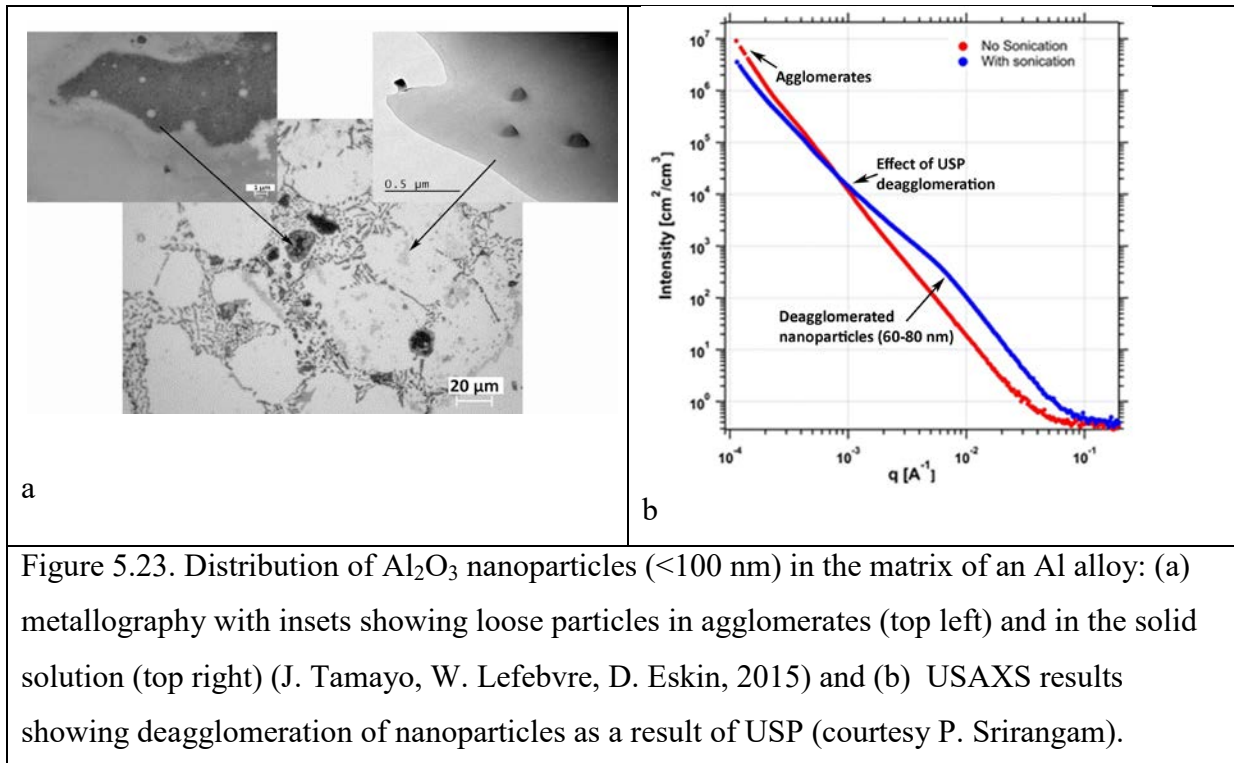 1 µm
0.5 µm
20 µm
a
10⁷
10⁶
10⁵
10⁴
10³
10²
10¹
10⁰
Intensity [cm²/cm³]
No Sonication
With sonication
Agglomerates
Effect of USP
deagglomeration
Deagglomerated
nanoparticles (60-80 nm)
10⁻⁴
10⁻³
10⁻²
10⁻¹
q [A⁻¹]
b
Figure 5.23. Distribution of Al₂O₃ nanoparticles (<100 nm) in the matrix of an Al alloy: (a)
metallography with insets showing loose particles in agglomerates (top left) and in the solid
solution (top right) (J. Tamayo, W. Lefebvre, D. Eskin, 2015) and (b)  USAXS results
showing deagglomeration of nanoparticles as a result of USP (courtesy P. Srirangam).